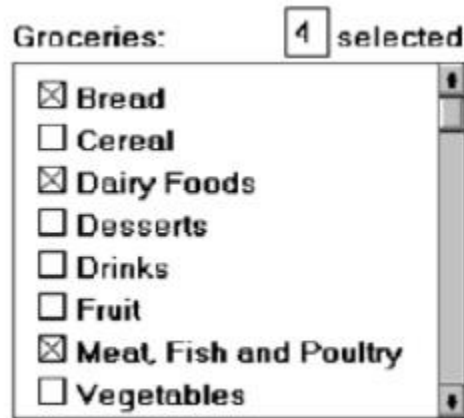 Groceries: 4 selected
Bread
Cereal
Dairy Foods
Desserts
Drinks
Fruit
Meat, Fish and Poultry
Vegetables